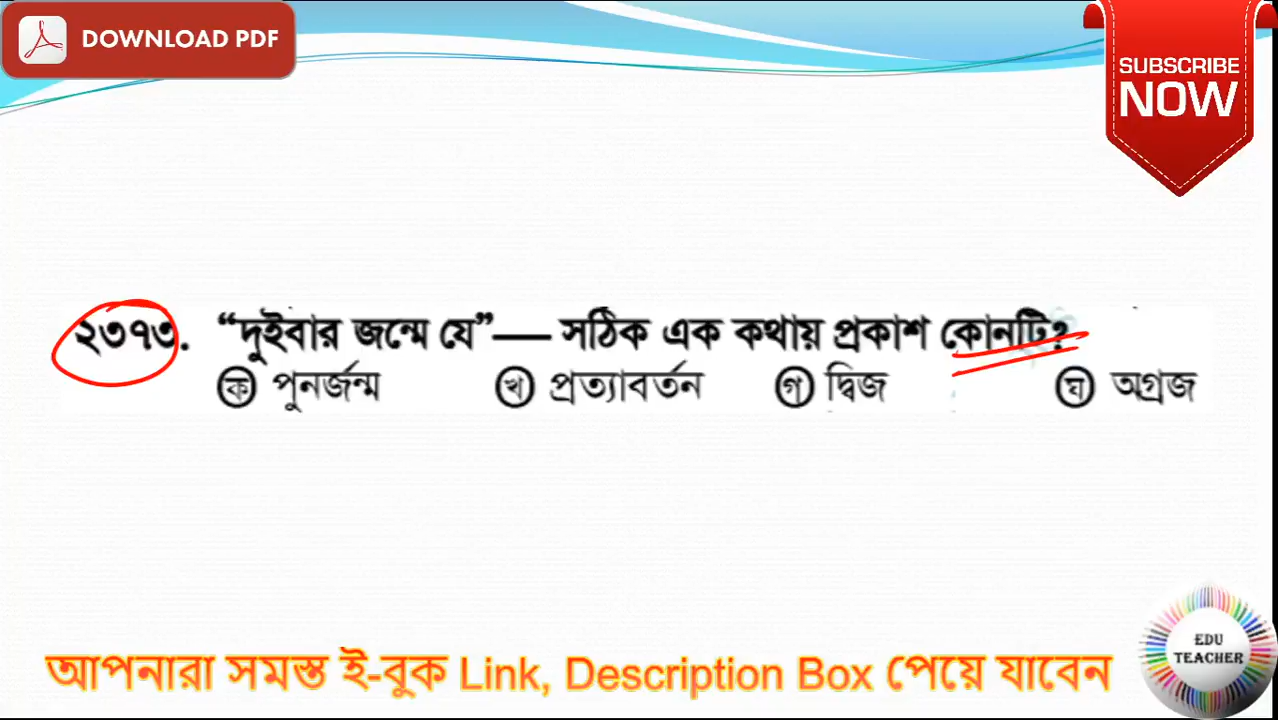 DOWNLOAD PDF
SUBSCRIBE
NOW
২৩৭৩. “দুইবার জন্মে যে”— সঠিক এক কথায় প্রকাশ কোনটি?
ক পুনর্জন্ম খ প্রত্যাবর্তন গ দ্বিজ ঘ অগ্রজ
EDU
TEACHER
আপনারা সমস্ত ই-বুক Link, Description Box পেয়ে যাবেন